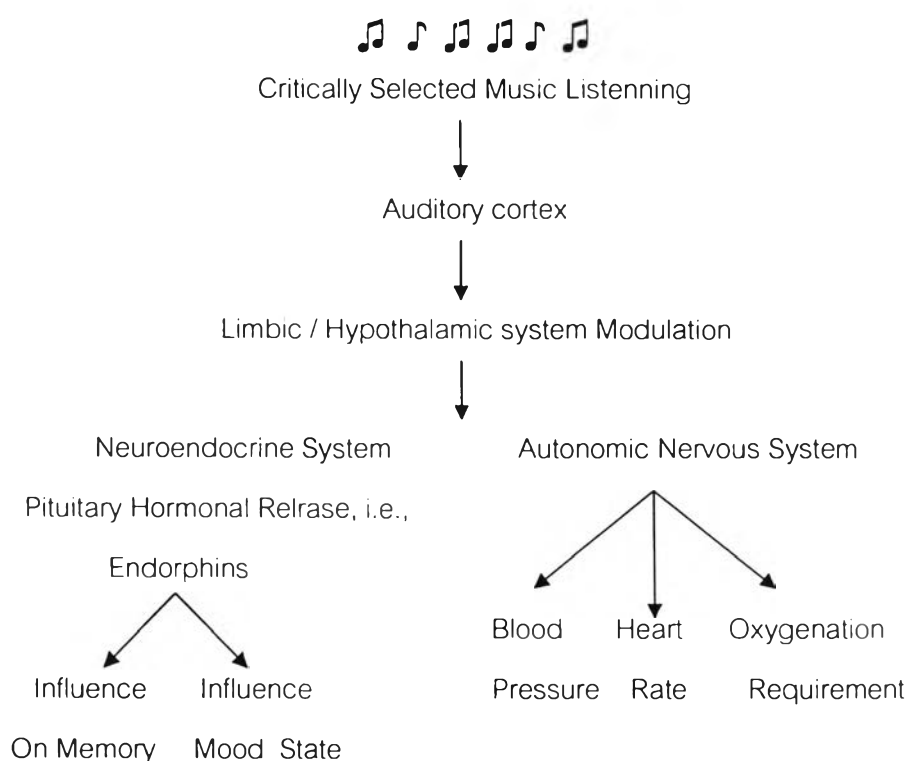 Critically Selected Music Listenning
Auditory cortex
Limbic / Hypothalamic system Modulation
Neuroendocrine System
Pituitary Hormonal Relrase, i.e.,
Endorphins
Influence
On Memory
Influence
Mood State
Autonomic Nervous System
Blood
Pressure
Heart
Rate
Oxygenation
Requirement